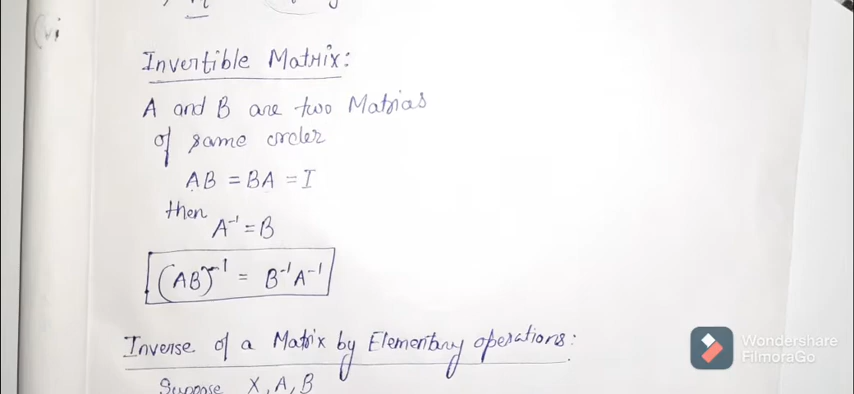 Invertible Matrix:
A and B are two Matrias
of same order
AB = BA = I
then
A⁻¹ = B
(AB)⁻¹ = B⁻¹A⁻¹
Inverse of a Matrix by Elementary operations:
Suppose X, A, B
Wondershare
FilmoraGo